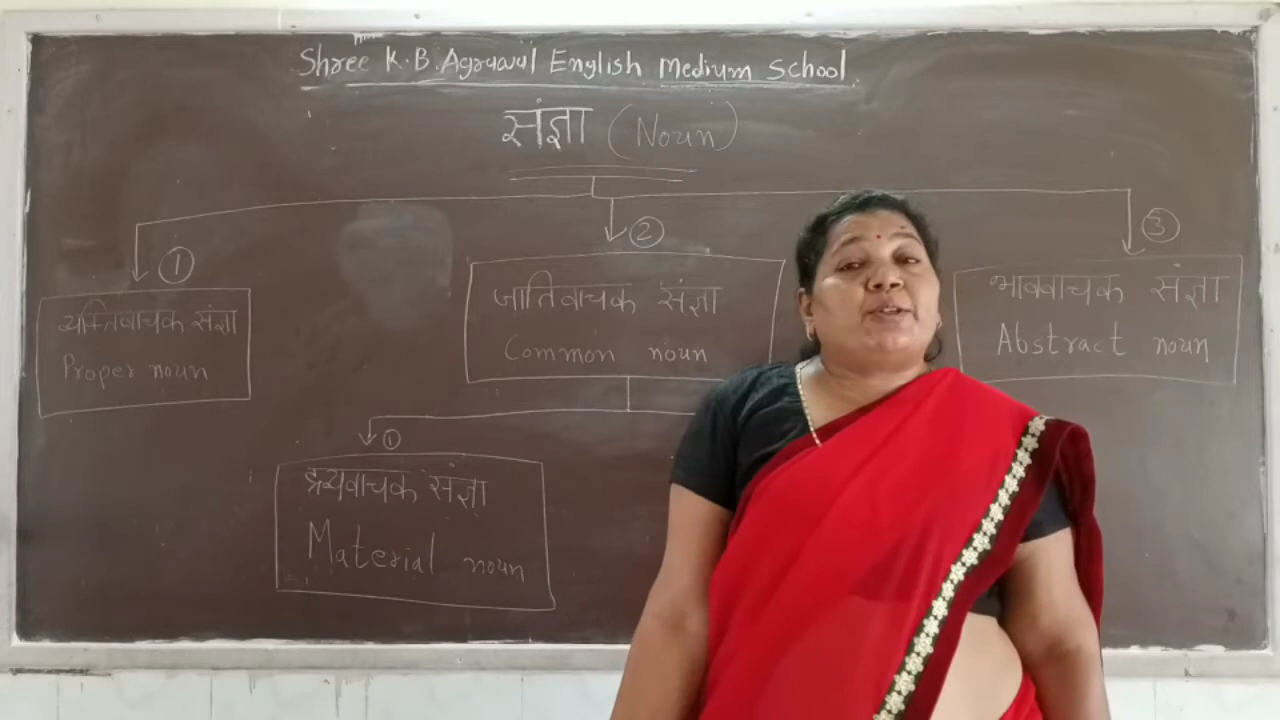 Shree K.B.Agrawal English Medium School
संज्ञा (Noun)
①
व्यक्तिवाचक संज्ञा
Proper noun
②
जातिवाचक संज्ञा
Common noun
③
भाववाचक संज्ञा
Abstract noun
①
द्रव्यवाचक संज्ञा
Material noun